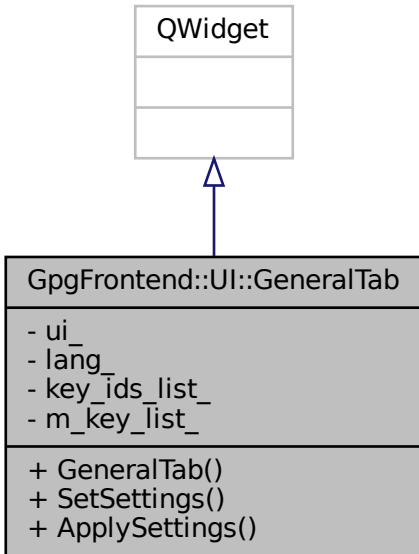 QWidget
GpgFrontend::UI::GeneralTab
- ui_
- lang_
- key_ids_list_
- m_key_list_
+ GeneralTab()
+ SetSettings()
+ ApplySettings()